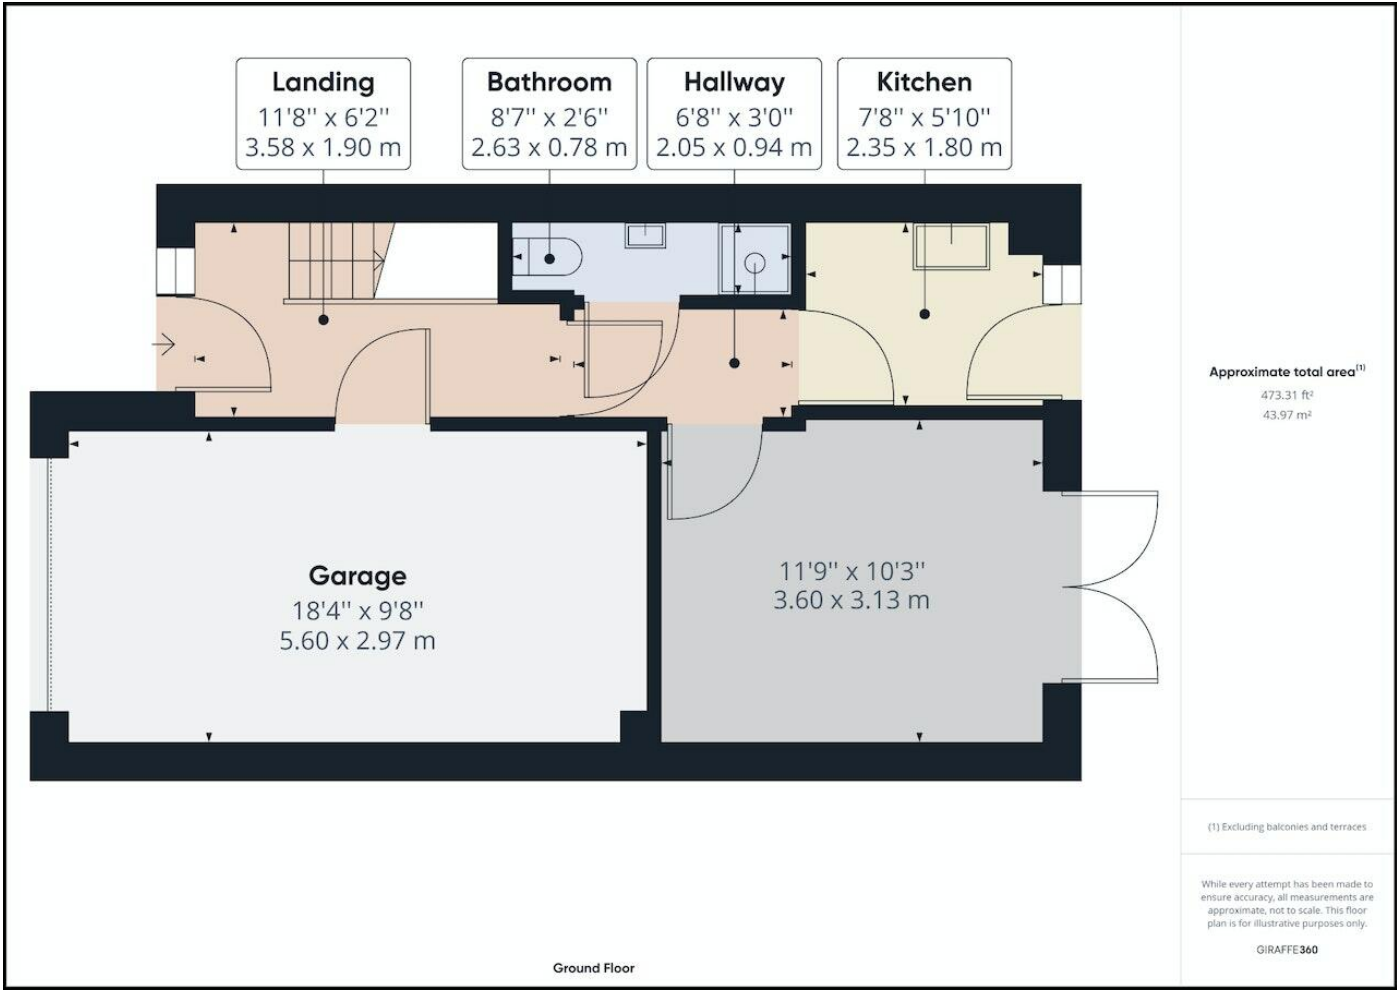 Landing
11'8'' x 6'2''
3.58 x 1.90 m
Bathroom
8'7'' x 2'6''
2.63 x 0.78 m
Hallway
6'8'' x 3'0''
2.05 x 0.94 m
Kitchen
7'8'' x 5'10''
2.35 x 1.80 m
Garage
18'4'' x 9'8''
5.60 x 2.97 m
11'9'' x 10'3''
3.60 x 3.13 m
Ground Floor
Approximate total area(1)
473.31 ft²
43.97 m²
(1) Excluding balconies and terraces
While every attempt has been made to
ensure accuracy, all measurements are
approximate, not to scale. This floor
plan is for illustrative purposes only.
GIRAFFE360